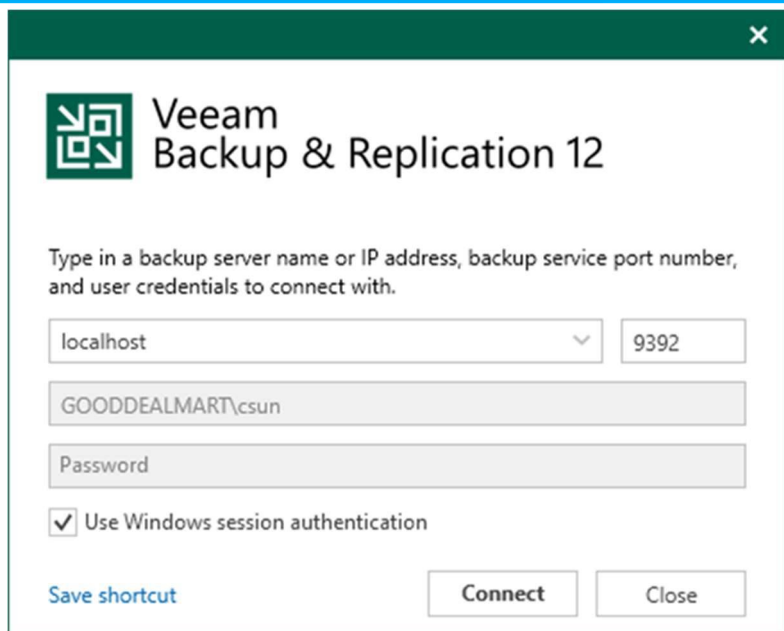 Veeam
Backup & Replication 12
Type in a backup server name or IP address, backup service port number,
and user credentials to connect with.
localhost 9392
GOODDEALMART\csun
Password
Use Windows session authentication
Save shortcut Connect Close